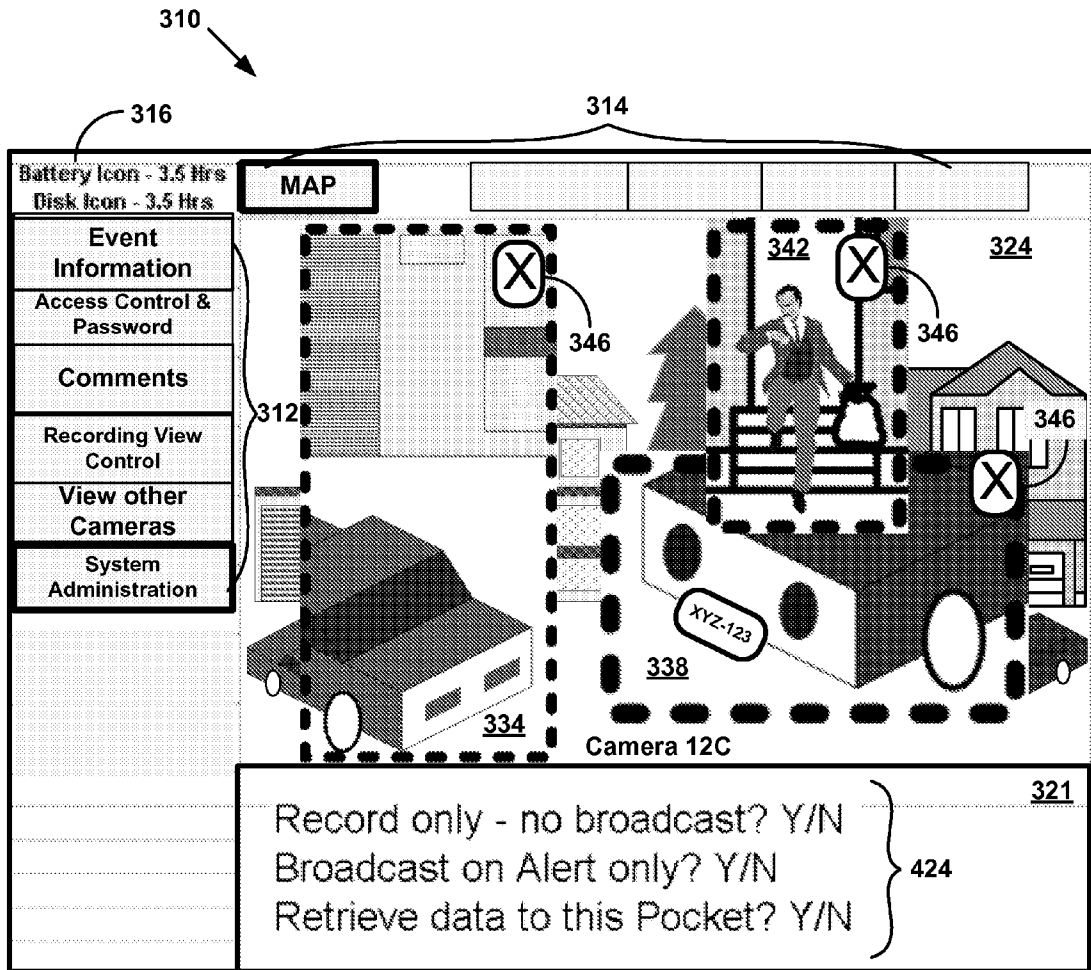 310
316
314
Battery Icon - 3.5 Hrs
Disk Icon - 3.5 Hrs
MAP
Event
Information
Access Control &
Password
Comments
Recording View
Control
View other
Cameras
System
Administration
312
X
346
342
X
346
324
346
X
XYZ-123
338
334
Camera 12C
321
Record only - no broadcast? Y/N
Broadcast on Alert only? Y/N
Retrieve data to this Pocket? Y/N
424